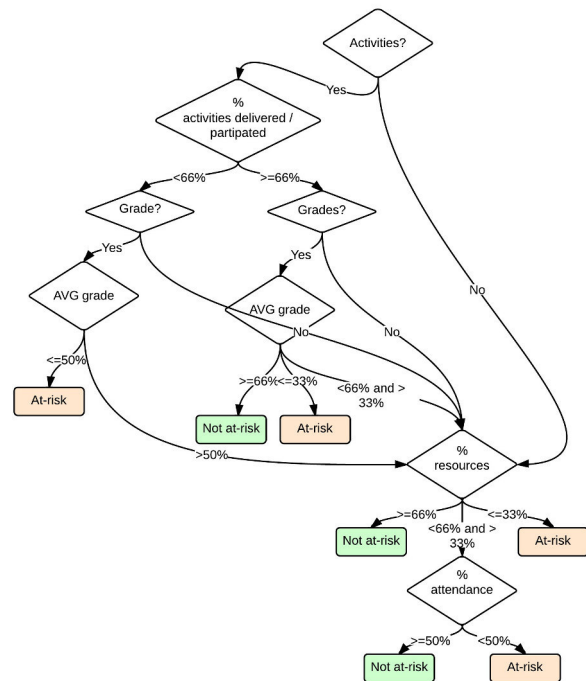 Activities?
Yes
%
activities delivered /
partipated
<66%
>=66%
Grade?
Grades?
Yes
Yes
No
AVG grade
AVG grade
No
No
<=50%
>=66%
<=33%
<66% and >
33%
At-risk
Not at-risk
At-risk
>50%
%
resources
>=66%
<66% and >
33%
<=33%
Not at-risk
At-risk
%
attendance
>=50%
<50%
Not at-risk
At-risk